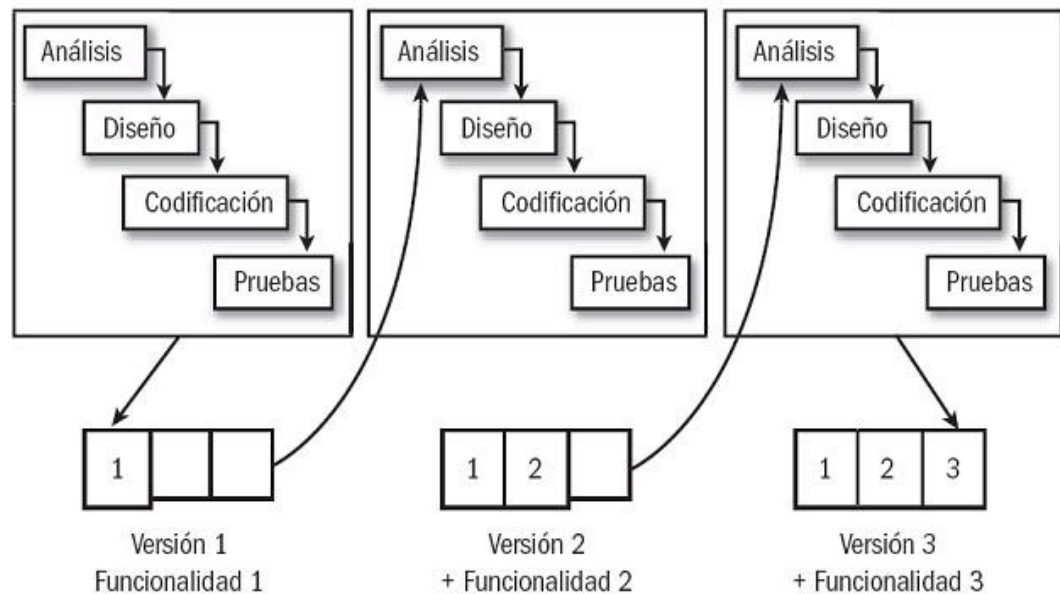 Análisis
Diseño
Codificación
Pruebas
Análisis
Diseño
Codificación
Pruebas
Análisis
Diseño
Codificación
Pruebas
1
Versión 1
Funcionalidad 1
1 2
Versión 2
+ Funcionalidad 2
1 2 3
Versión 3
+ Funcionalidad 3